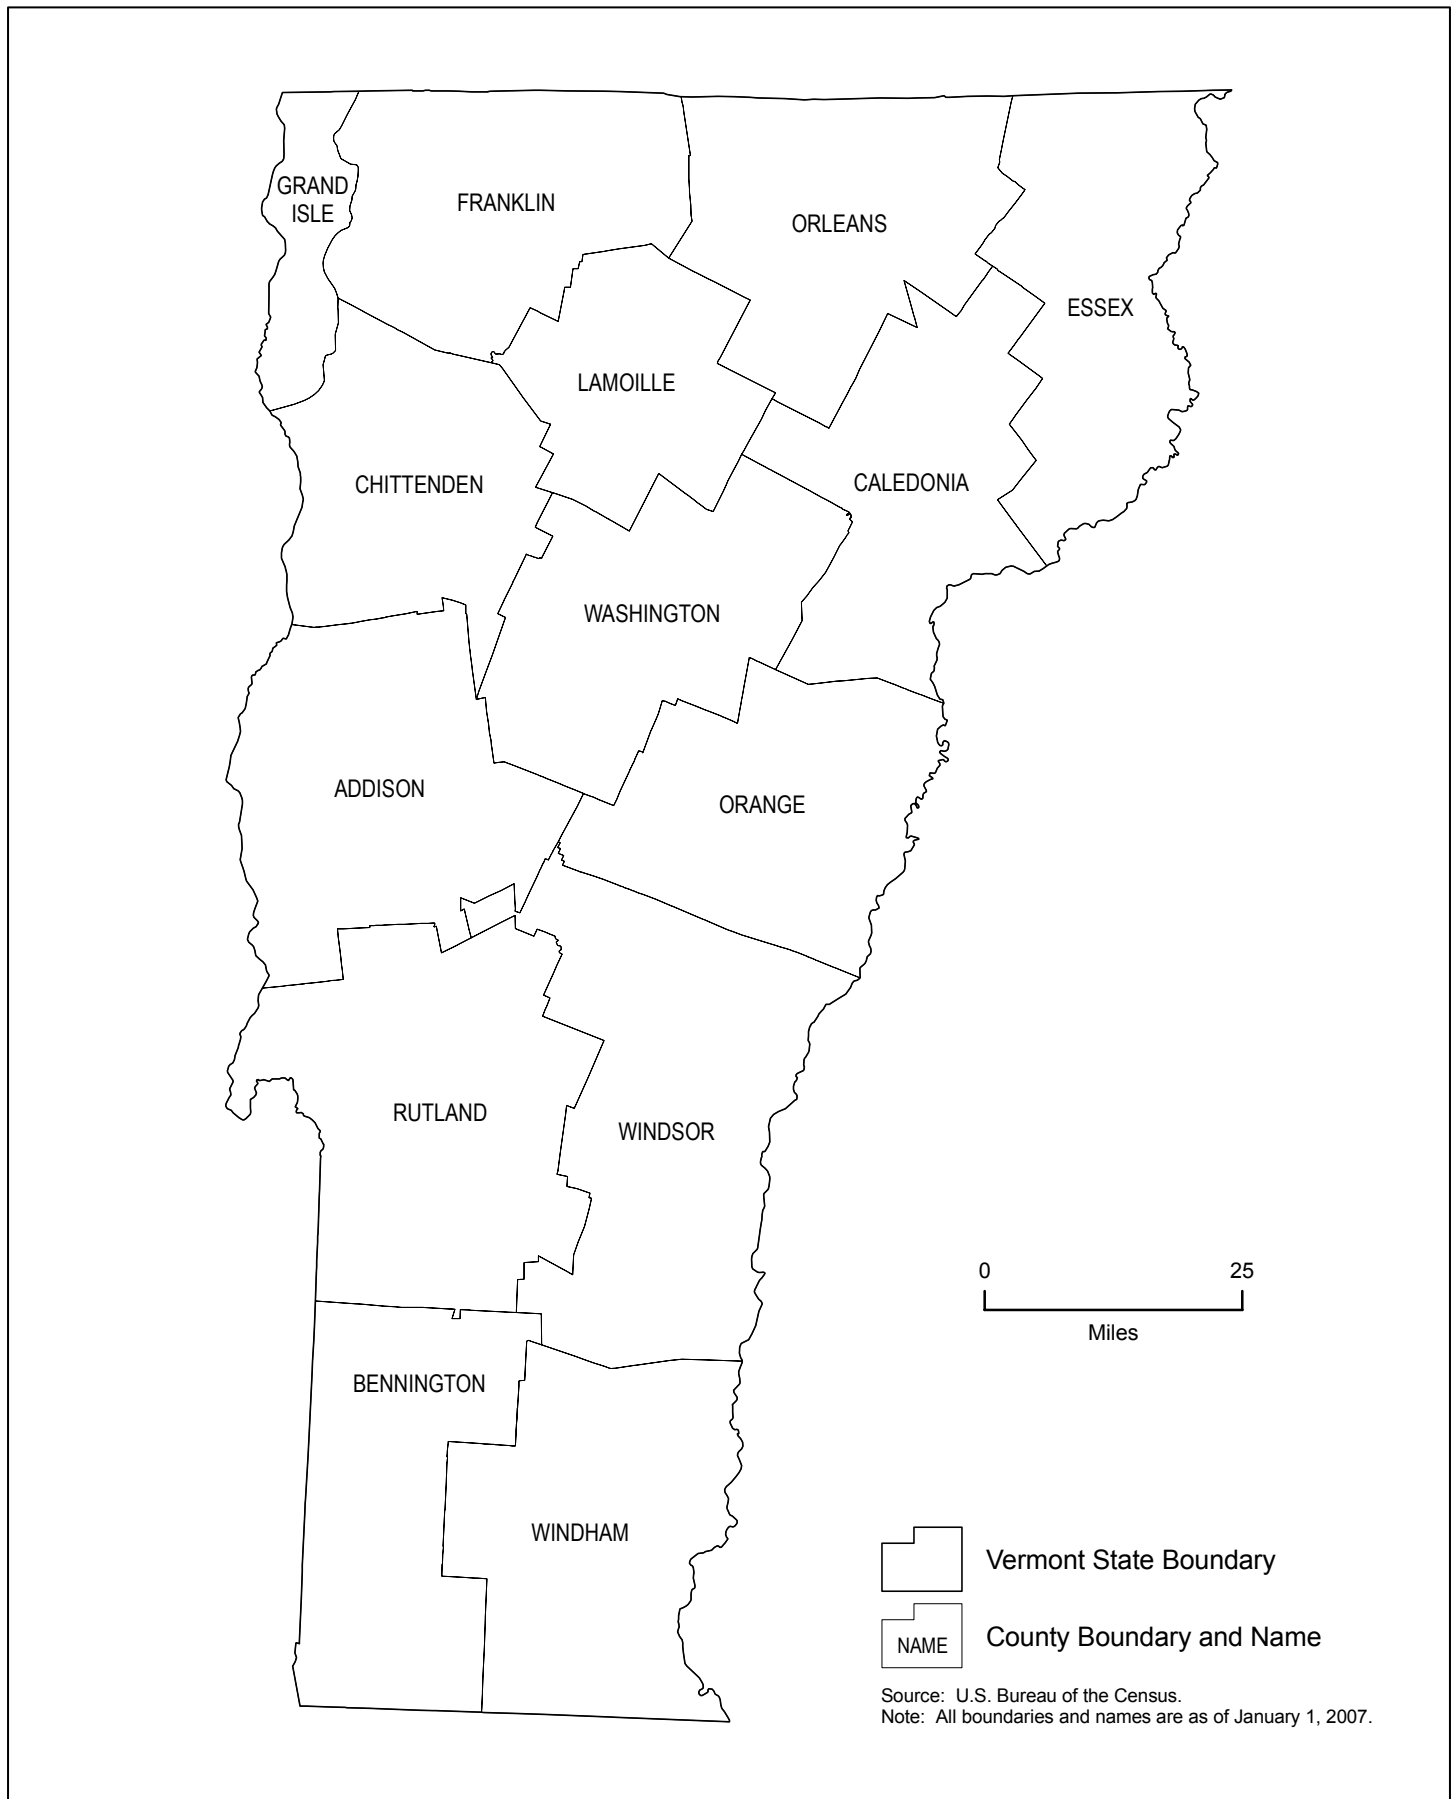 GRAND
ISLE
FRANKLIN
ORLEANS
ESSEX
LAMOILLE
CHITTENDEN
CALEDONIA
WASHINGTON
ADDISON
ORANGE
RUTLAND
WINDSOR
0 25
Miles
BENNINGTON
WINDHAM
Vermont State Boundary
NAME County Boundary and Name
Source: U.S. Bureau of the Census.
Note: All boundaries and names are as of January 1, 2007.